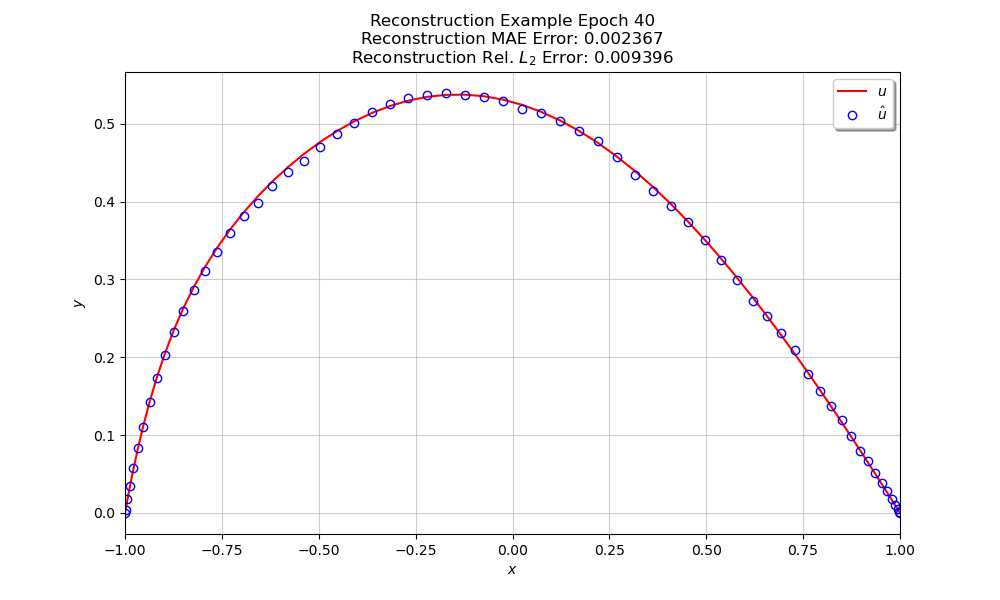 Reconstruction Example Epoch 40
Reconstruction MAE Error: 0.002367
Reconstruction Rel. $L_2$ Error: 0.009396
u
û
y
0.5
0.4
0.3
0.2
0.1
0.0
−1.00 −0.75 −0.50 −0.25 0.00 0.25 0.50 0.75 1.00
x